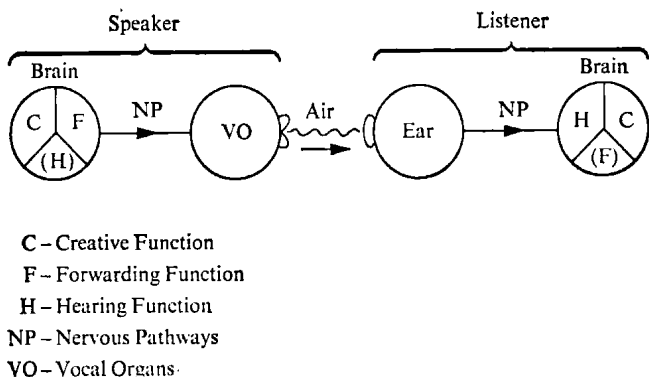 Speaker Listener
Brain Brain
NP Air NP
C F VO Ear H C
(H) (F)
C – Creative Function
F – Forwarding Function
H – Hearing Function
NP – Nervous Pathways
VO – Vocal Organs